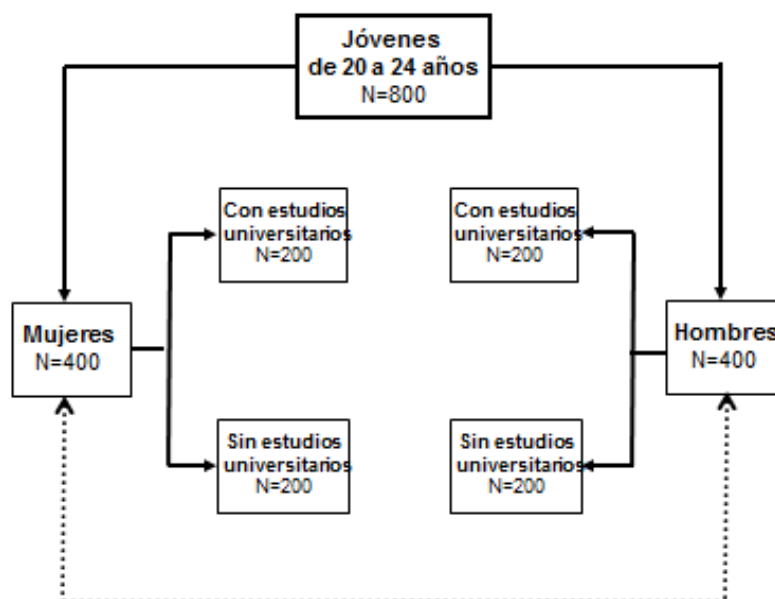 Jóvenes
de 20 a 24 años
N=800
Con estudios
universitarios
N=200
Con estudios
universitarios
N=200
Mujeres
N=400
Hombres
N=400
Sin estudios
universitarios
N=200
Sin estudios
universitarios
N=200